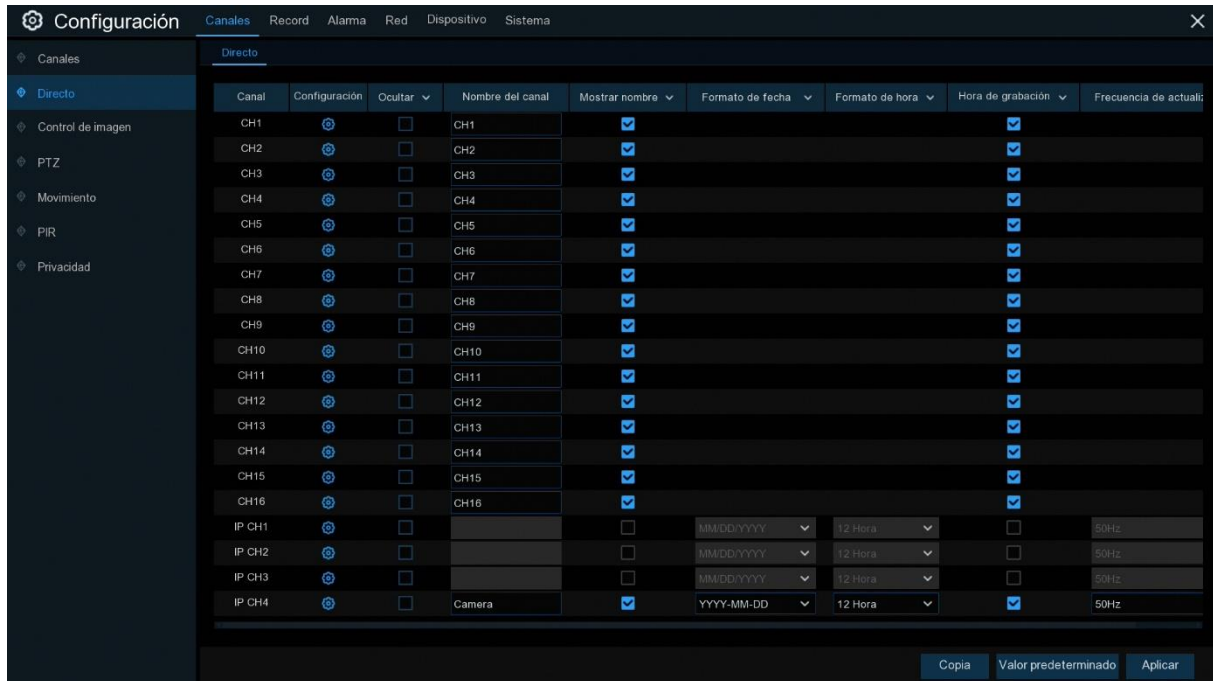 Configuración Canales Record Alarma Red Dispositivo Sistema
Canales
Directo
Control de imagen
PTZ
Movimiento
PIR
Privacidad
Directo
Canal Configuración Ocultar Nombre del canal Mostrar nombre Formato de fecha Formato de hora Hora de grabación Frecuencia de actualiz
CH1 CH1
CH2 CH2
CH3 CH3
CH4 CH4
CH5 CH5
CH6 CH6
CH7 CH7
CH8 CH8
CH9 CH9
CH10 CH10
CH11 CH11
CH12 CH12
CH13 CH13
CH14 CH14
CH15 CH15
CH16 CH16
IP CH1 MM/DD/YYYY 12 Hora 50Hz
IP CH2 MM/DD/YYYY 12 Hora 50Hz
IP CH3 MM/DD/YYYY 12 Hora 50Hz
IP CH4 Camera YYYY-MM-DD 12 Hora 50Hz
Copia Valor predeterminado Aplicar